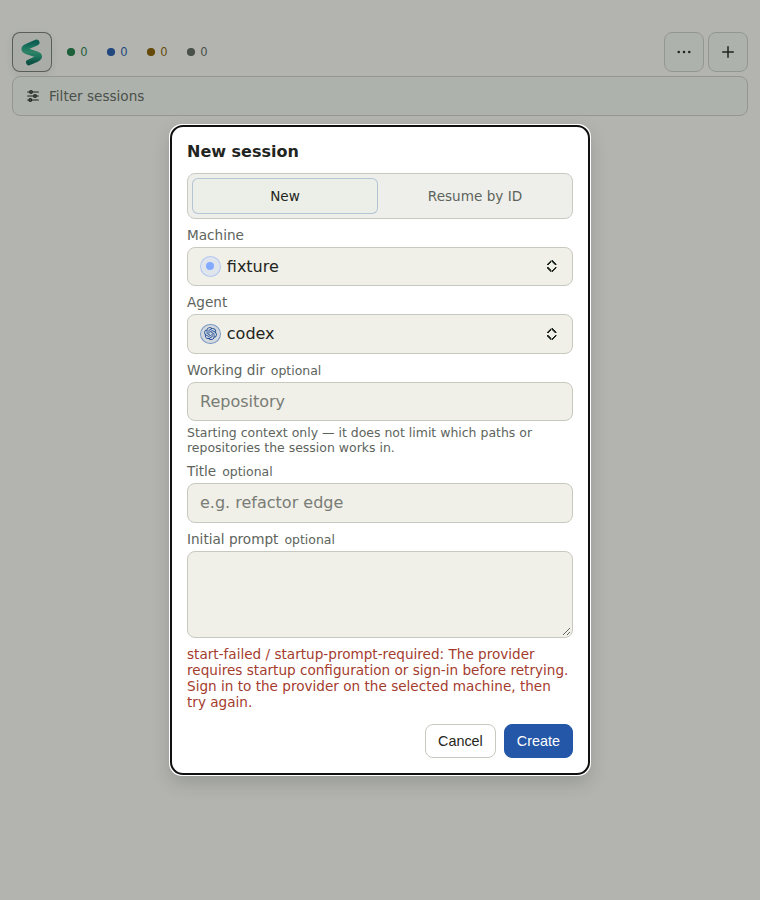 0 0 0 0
Filter sessions
New session
New Resume by ID
Machine
fixture
Agent
codex
Working dir optional
Repository
Starting context only — it does not limit which paths or
repositories the session works in.
Title optional
e.g. refactor edge
Initial prompt optional
start-failed / startup-prompt-required: The provider
requires startup configuration or sign-in before retrying.
Sign in to the provider on the selected machine, then
try again.
Cancel Create